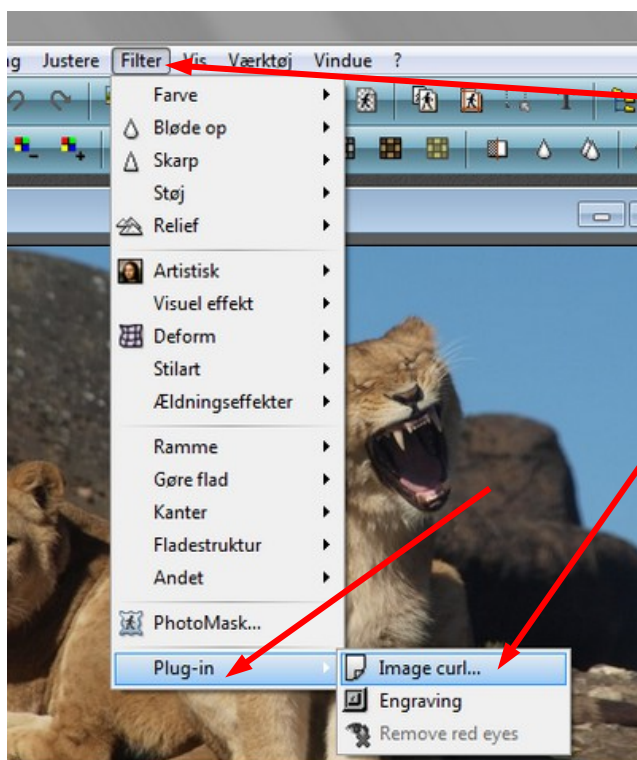 g Justere Filter Vis Værktøj Vindue ?
Farve
Bløde op
Skarp
Støj
Relief
Artistisk
Visuel effekt
Deform
Stilart
Ældningseffekter
Ramme
Gøre flad
Kanter
Fladestruktur
Andet
PhotoMask...
Plug-in
Image curl...
Engraving
Remove red eyes